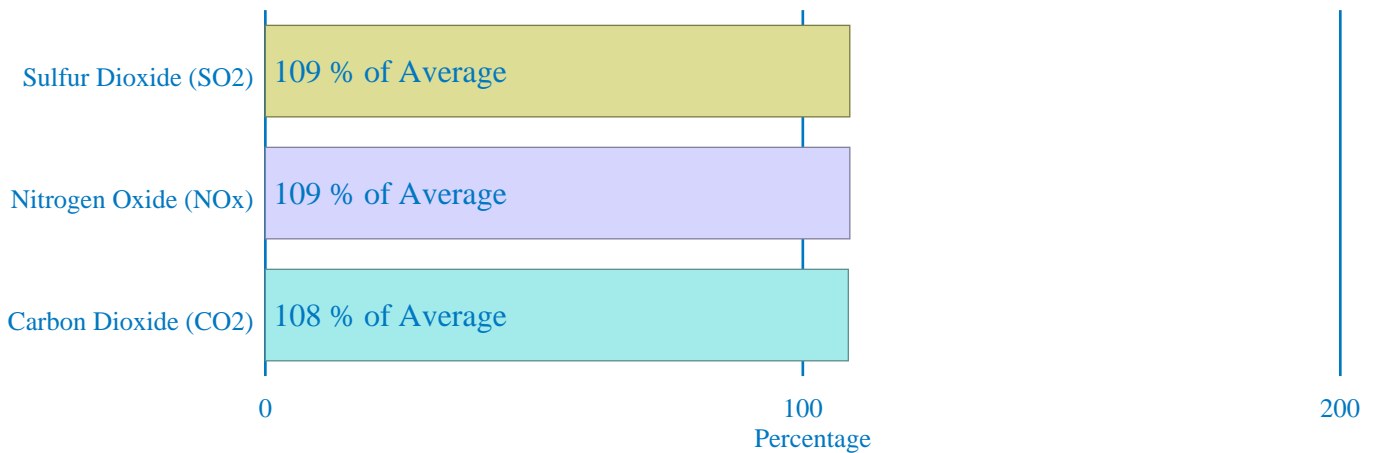 Sulfur Dioxide (SO2)
109 % of Average
Nitrogen Oxide (NOx)
109 % of Average
Carbon Dioxide (CO2)
108 % of Average
0 100 200
Percentage